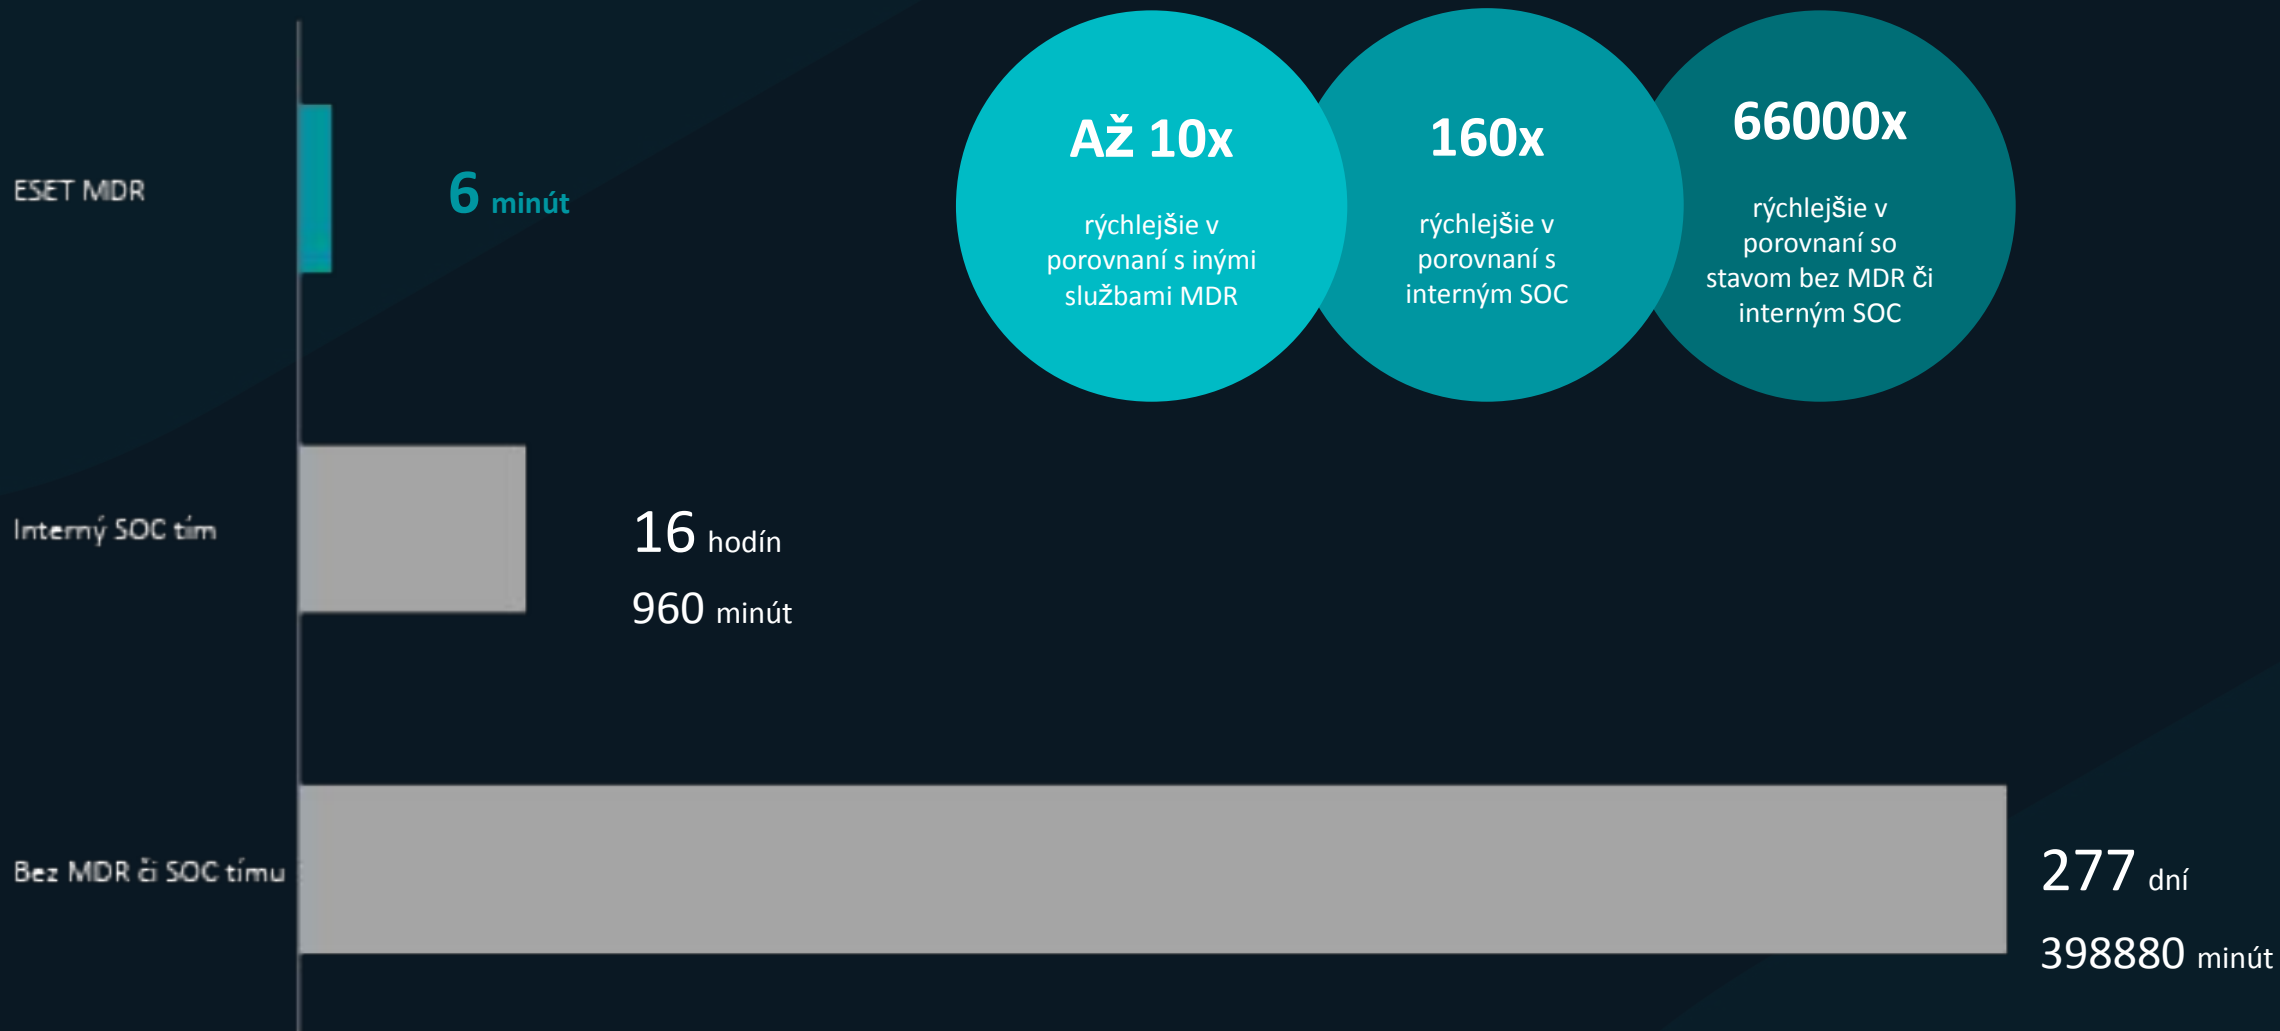 ESET MDR
6 minút
Až 10x
rýchlejšie v
porovnaní s inými
službami MDR
160x
rýchlejšie v
porovnaní s
interným SOC
66000x
rýchlejšie v
porovnaní so
stavom bez MDR či
interným SOC
Interný SOC tím
16 hodín
960 minút
Bez MDR či SOC tímu
277 dní
398880 minút